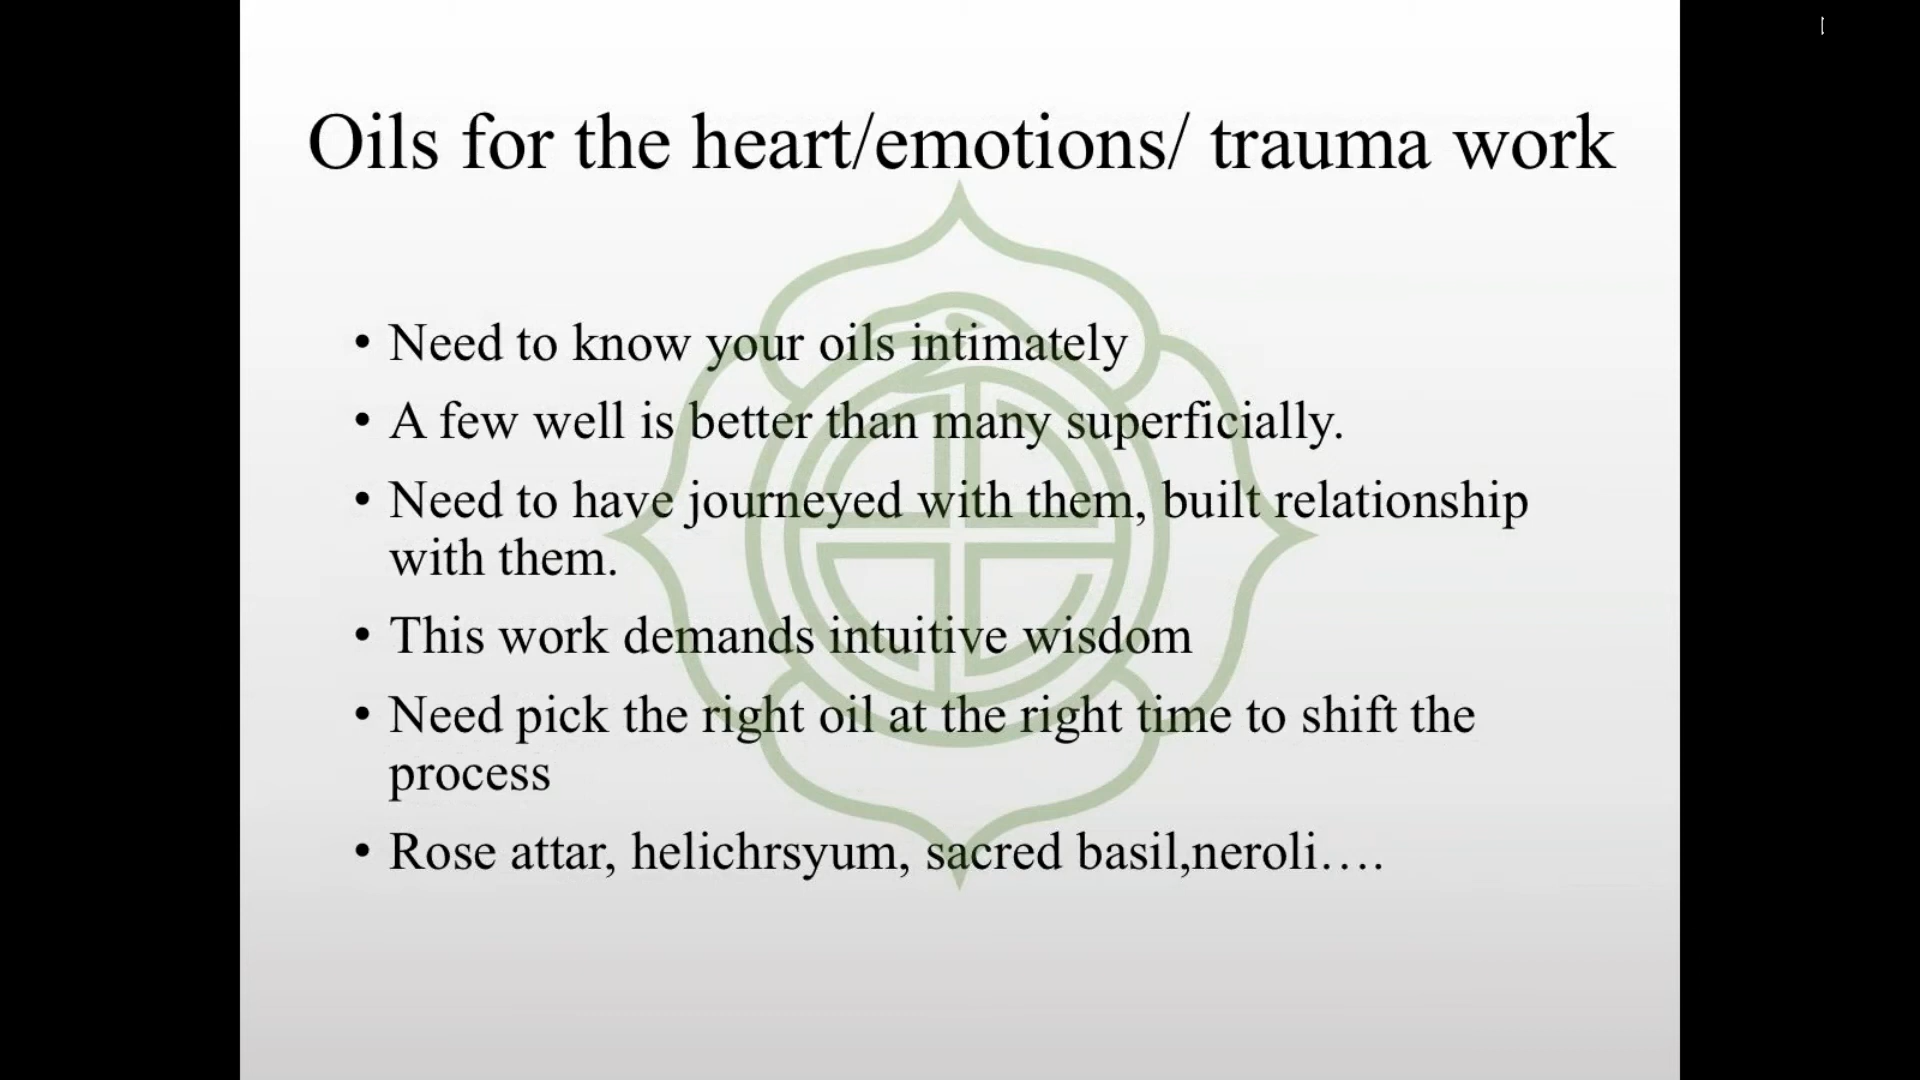 Oils for the heart/emotions/ trauma work
• Need to know your oils intimately
• A few well is better than many superficially.
• Need to have journeyed with them, built relationship
with them.
• This work demands intuitive wisdom
• Need pick the right oil at the right time to shift the
process
• Rose attar, helichrsyum, sacred basil,neroli….